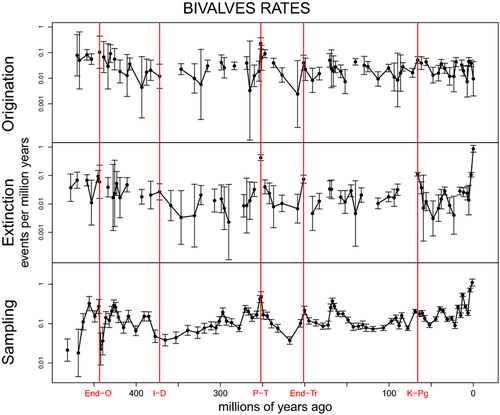 BIVALVES RATES
Origination
1
0.1
0.01
0.001
Extinction
events per million years
1
0.1
0.01
0.001
Sampling
1
0.1
0.01
End-O I-D P-T End-Tr K-Pg
400 300 100 0
millions of years ago